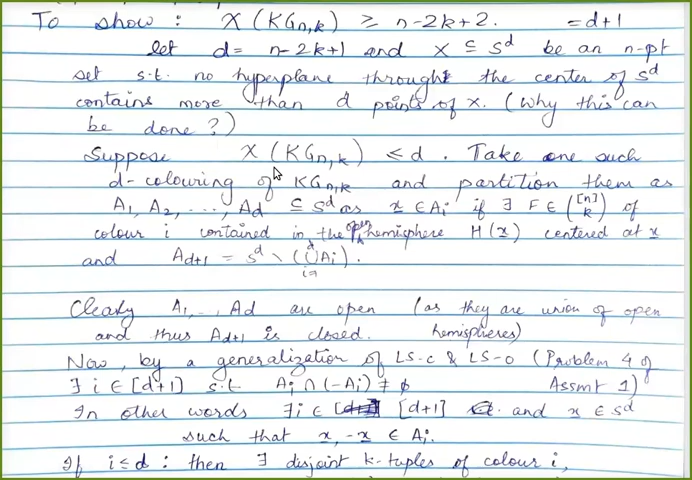 To show: χ(KG_{n,k}) ≥ n-2k+2. = d+1
let d = n-2k+1 and X ⊆ S^d be an n-pt
set s.t. no hyperplane through the center of S^d
contains more than d points of X. (Why this can
be done?)
Suppose χ(KG_{n,k}) ≤ d. Take one such
d-colouring of KG_{n,k} and partition them as
A_1, A_2, ..., A_d ⊆ S^d as x ∈ A_i if ∃ F ∈ ([n] k) of
colour i contained in the open hemisphere H(x) centered at x
and A_{d+1} = S^d \ (⋃_{i=1}^{d} A_i).
Clearly A_1, .., A_d are open (as they are union of open
and thus A_{d+1} is closed. hemispheres)
Now, by a generalization of LS-c & LS-o (Problem 4 of
∃ i ∈ [d+1] s.t. A_i ∩ (-A_i) ≠ ∅ Assmt 1)
In other words ∃ i ∈ [d+1] and x ∈ S^d
such that x, -x ∈ A_i.
If i ≤ d : then ∃ disjoint k-tuples of colour i,